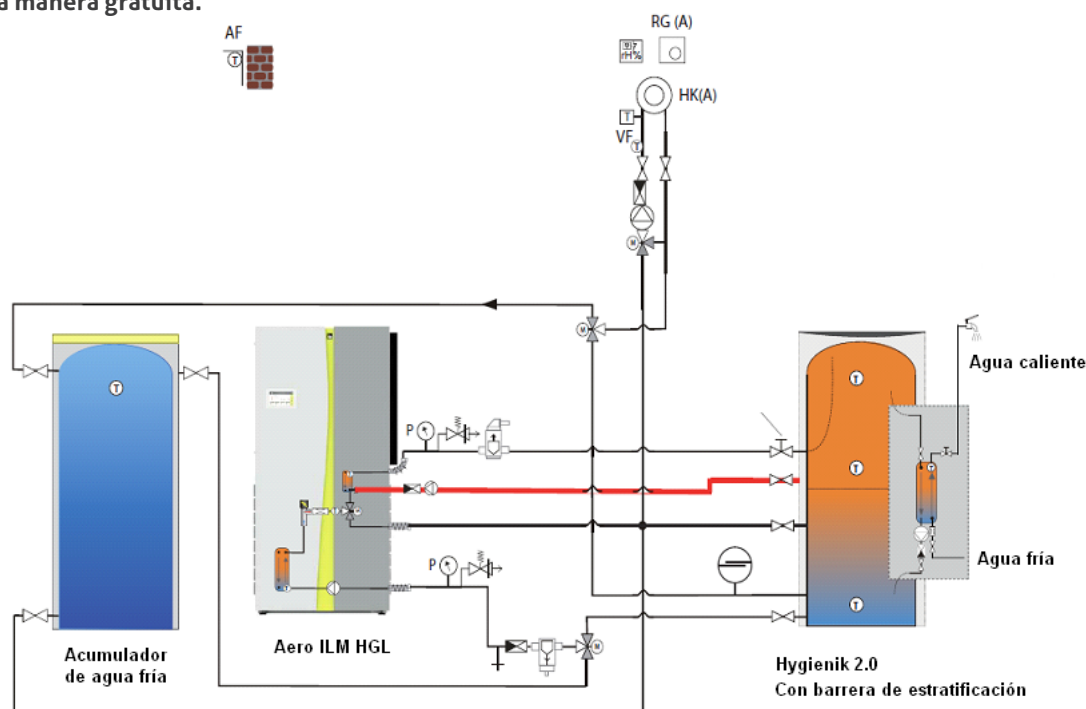 a manera gratuita.
AF
T
RG (A)
rH%
HK(A)
T
VF
T
M
M
T
P
T
T
T
Agua caliente
T
P
Agua fría
T
T
M
Acumulador
de agua fría
Aero ILM HGL
Hygienik 2.0
Con barrera de estratificación